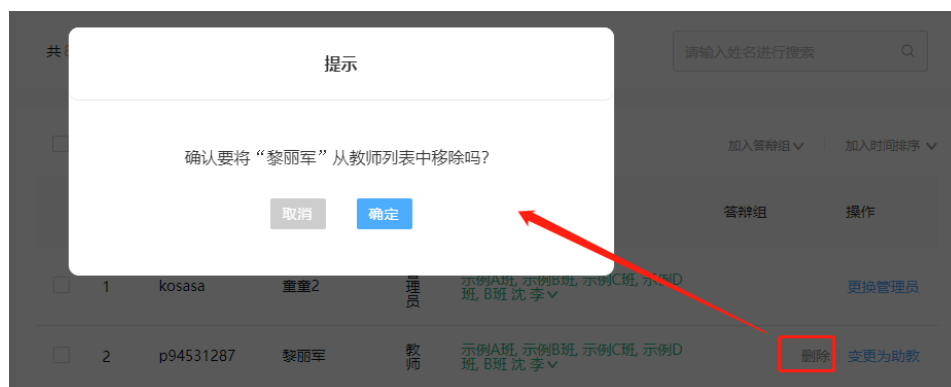 共8
请输入姓名进行搜索
提示
确认要将“黎丽军”从教师列表中移除吗?
取消
确定
加入答辩组
加入时间排序
答辩组
操作
1
kosasa
童童2
管理员
示例A班, 示例B班, 示例C班, 示例D
班, B班 沈 李
更换管理员
2
p94531287
黎丽军
教师
示例A班, 示例B班, 示例C班, 示例D
班, B班 沈 李
删除
变更为助教